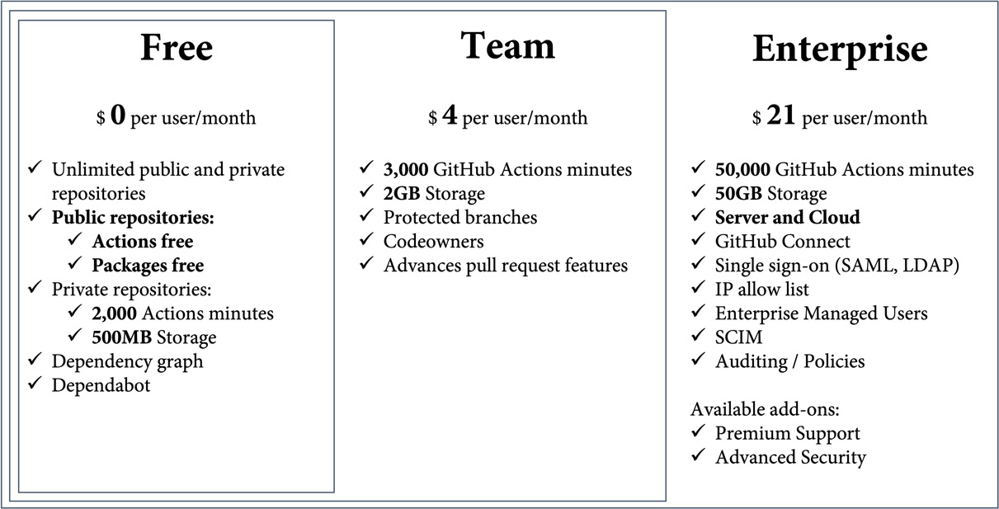 Free
$ 0 per user/month
✓ Unlimited public and private
repositories
✓ Public repositories:
✓ Actions free
✓ Packages free
✓ Private repositories:
✓ 2,000 Actions minutes
✓ 500MB Storage
✓ Dependency graph
✓ Dependabot
Team
$ 4 per user/month
✓ 3,000 GitHub Actions minutes
✓ 2GB Storage
✓ Protected branches
✓ Codeowners
✓ Advances pull request features
Enterprise
$ 21 per user/month
✓ 50,000 GitHub Actions minutes
✓ 50GB Storage
✓ Server and Cloud
✓ GitHub Connect
✓ Single sign-on (SAML, LDAP)
✓ IP allow list
✓ Enterprise Managed Users
✓ SCIM
✓ Auditing / Policies
Available add-ons:
✓ Premium Support
✓ Advanced Security